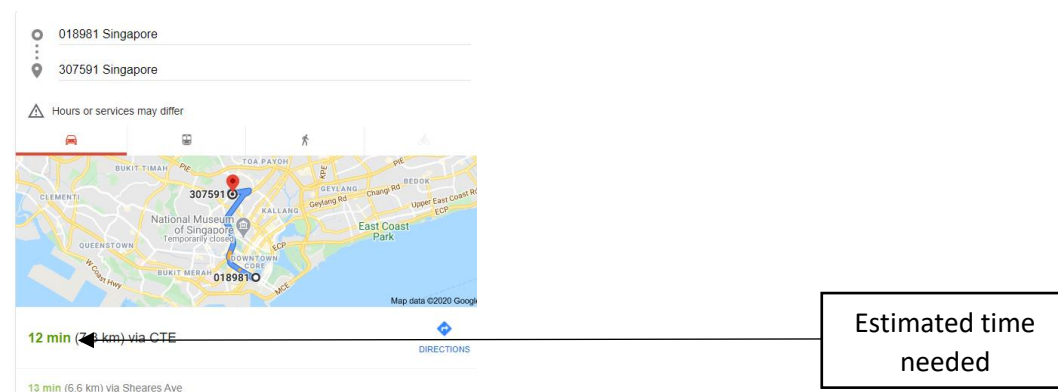 018981 Singapore
307591 Singapore
Hours or services may differ
TOA PAYOH
PIE
KPE
PIE
BUKIT TIMAH
GEYLANG
BEDOK
Changi Rd
307591
CLEMENTI
Geylang Rd
Upper East Coast Rd
KALLANG
ECP
National Museum
of Singapore
Temporarily closed
East Coast
Park
QUEENSTOWN
ECP
DOWNTOWN
CORE
W Coast Hwy
BUKIT MERAH
018981
MCE
Map data ©2020 Google
12 min ( km) via CTE
DIRECTIONS
13 min (6.6 km) via Sheares Ave
Estimated time
needed